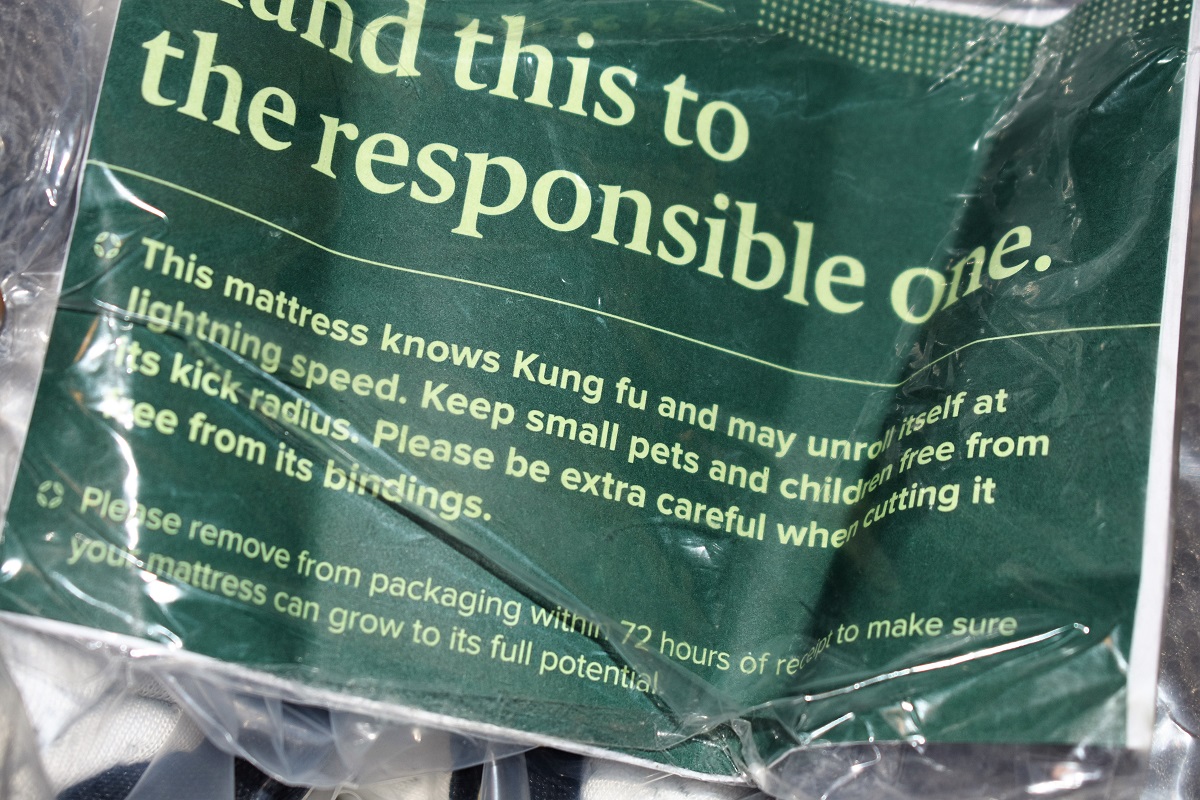 hand this to
the responsible one.
This mattress knows Kung fu and may unroll itself at
lightning speed. Keep small pets and children free from
its kick radius. Please be extra careful when cutting it
free from its bindings.
Please remove from packaging within 72 hours of receipt to make sure
your mattress can grow to its full potential.